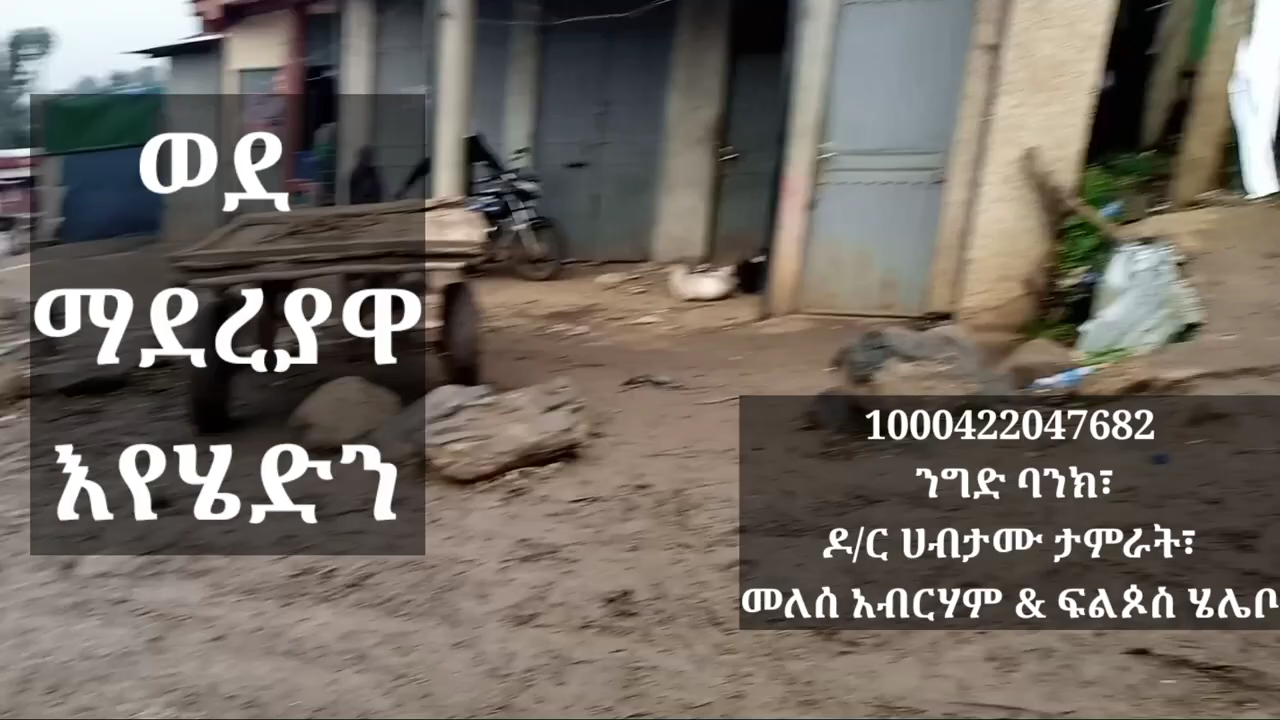 ወደ
ማደሪያዋ
እየሄድን
1000422047682
ንግድ ባንክ፣
ዶ/ር ሀብታሙ ታምራት፣
መለሰ አብርሃም & ፍልጶስ ሄሌቦ